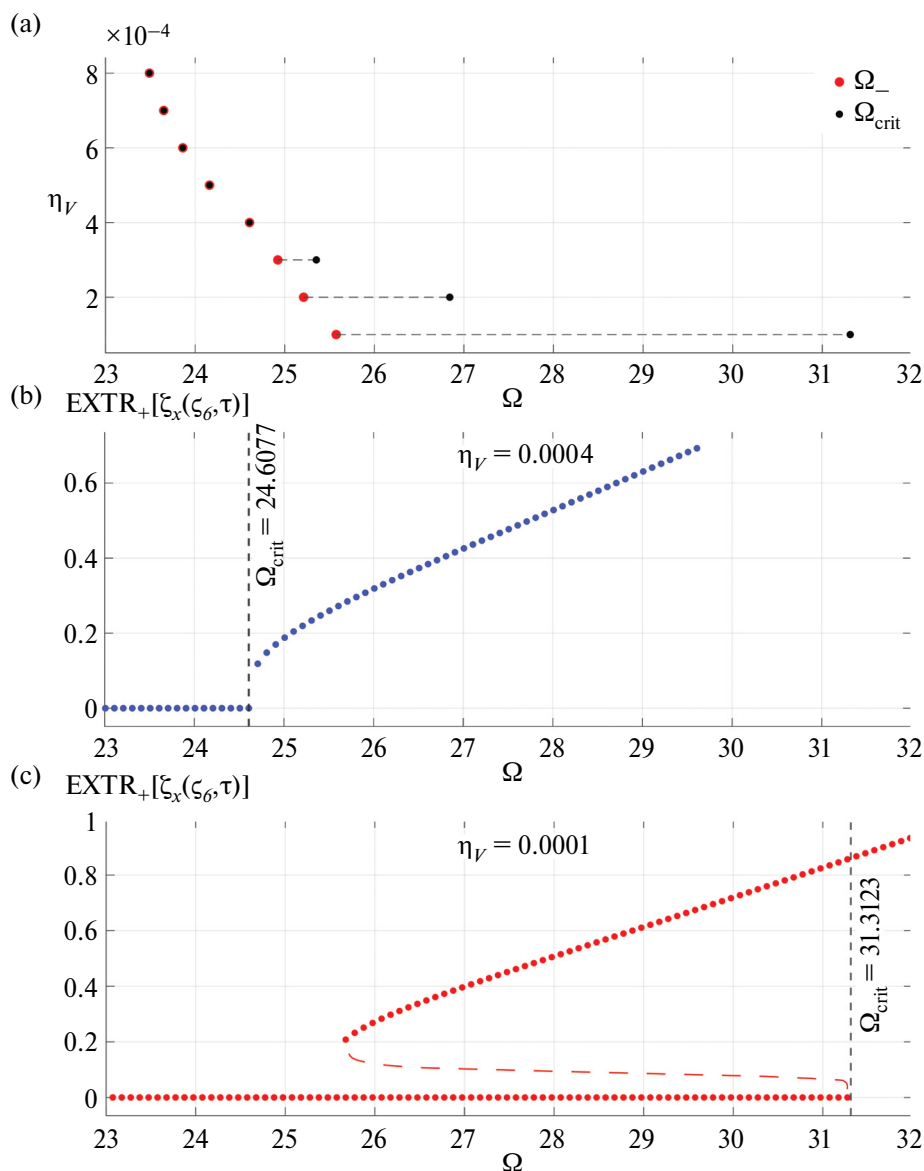 (a)
×10⁻⁴
8
6
η_V
4
2
Ω_−
Ω_crit
23 24 25 26 27 28 29 30 31 32
Ω
(b) EXTR₊[ζₓ(ς₆,τ)]
η_V = 0.0004
Ω_crit = 24.6077
0.6
0.4
0.2
0
23 24 25 26 27 28 29 30 31 32
Ω
(c) EXTR₊[ζₓ(ς₆,τ)]
1
η_V = 0.0001
0.8
0.6
0.4
0.2
0
Ω_crit = 31.3123
23 24 25 26 27 28 29 30 31 32
Ω